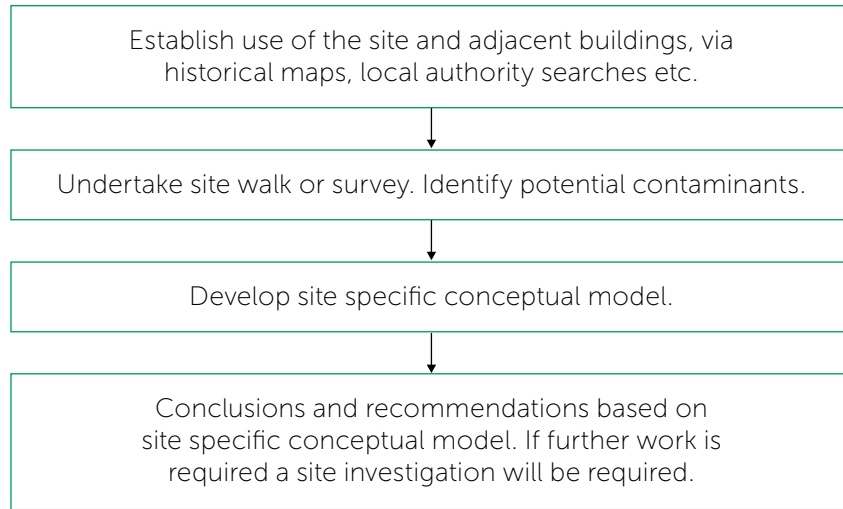 Establish use of the site and adjacent buildings, via
historical maps, local authority searches etc.
Undertake site walk or survey. Identify potential contaminants.
Develop site specific conceptual model.
Conclusions and recommendations based on
site specific conceptual model. If further work is
required a site investigation will be required.